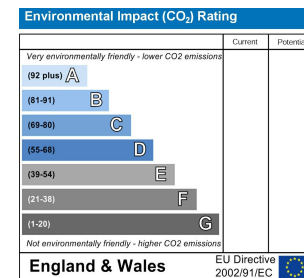 Environmental Impact (CO₂) Rating
Current Potentia
Very environmentally friendly - lower CO2 emissions
(92 plus) A
(81-91) B
(69-80) C
(55-68) D
(39-54) E
(21-38) F
(1-20) G
Not environmentally friendly - higher CO2 emissions
England & Wales
EU Directive
2002/91/EC